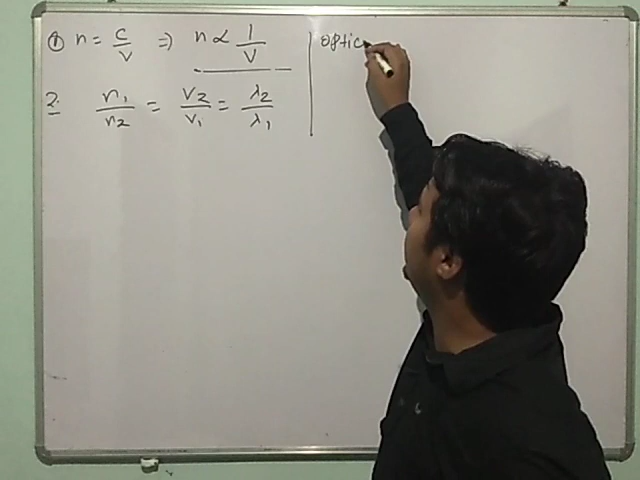 ① n = c/v ⇒ n ∝ 1/v
2. n₁/n₂ = v₂/v₁ = λ₂/λ₁
optic